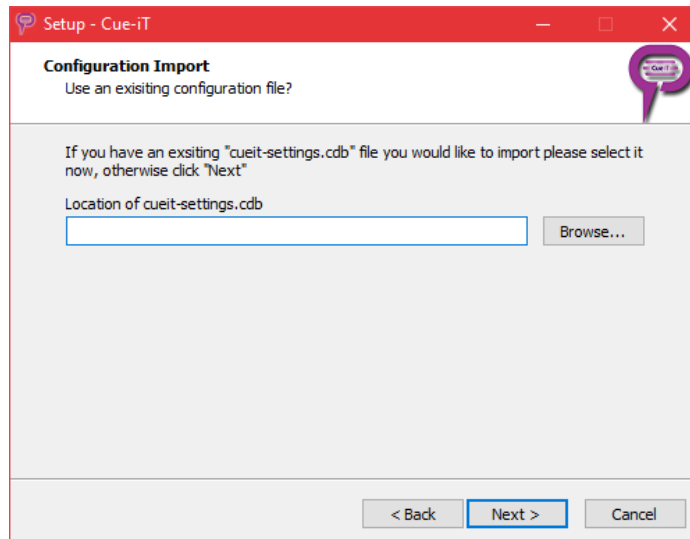 Setup - Cue-iT
Configuration Import
Use an exisiting configuration file?
Cue-iT
If you have an exsiting "cueit-settings.cdb" file you would like to import please select it
now, otherwise click "Next"
Location of cueit-settings.cdb
Browse...
< Back
Next >
Cancel